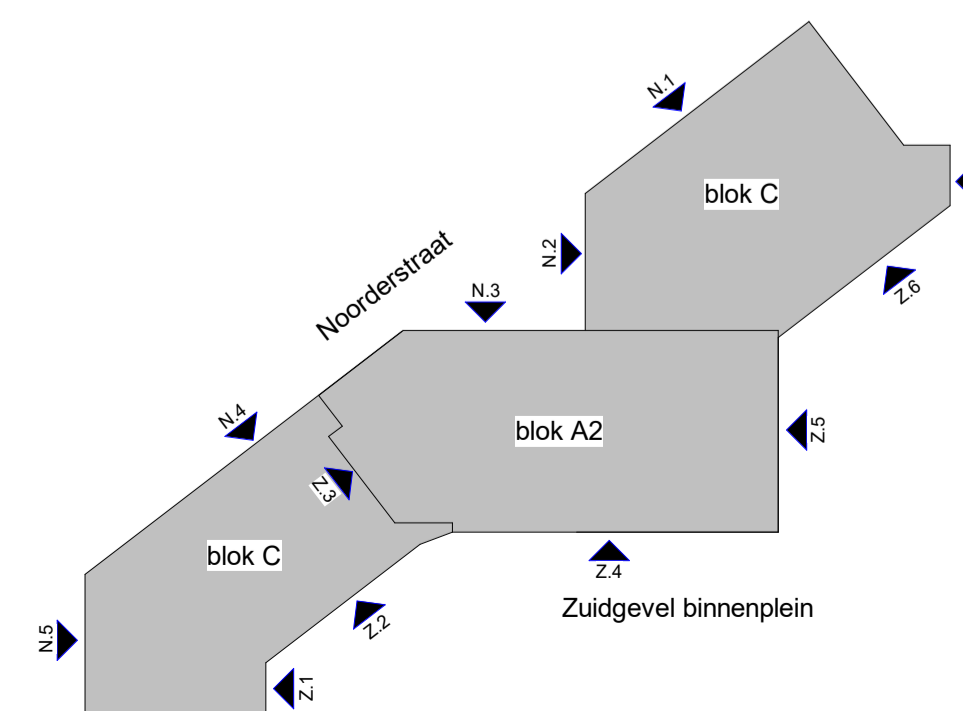 N.1
blok C
N.2
Z.6
Noorderstraat
N.3
N.4
blok A2
Z.5
Z.3
blok C
Z.4
Zuidgevel binnenplein
N.5
Z.2
Z.1